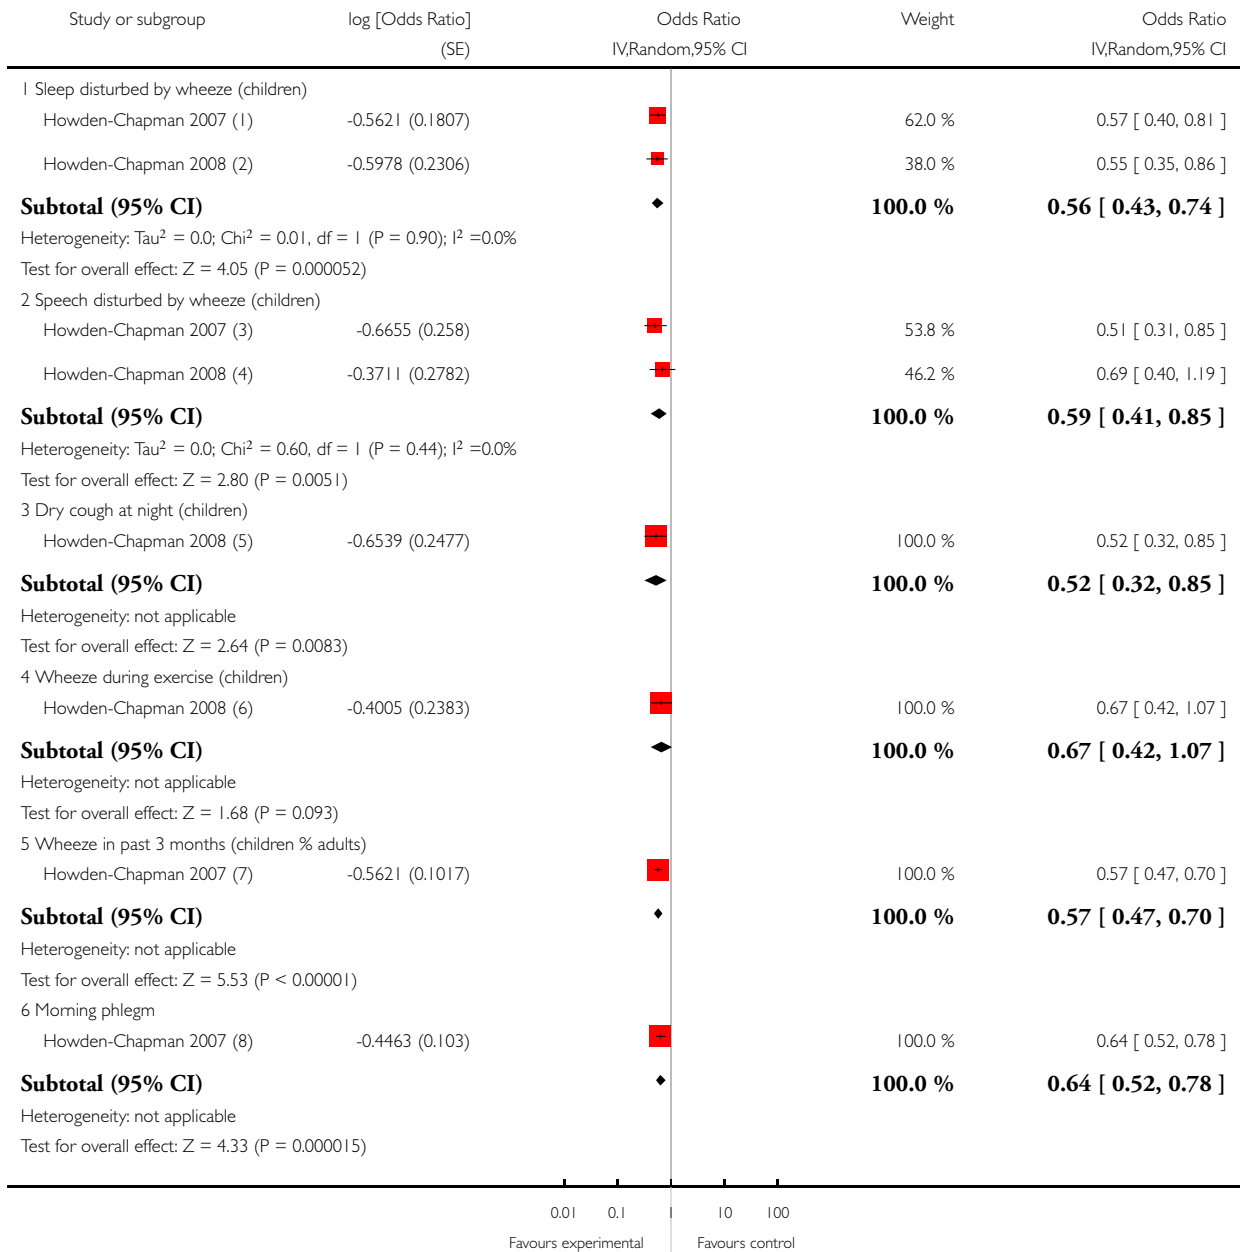 Study or subgroup log [Odds Ratio] Odds Ratio Weight Odds Ratio
(SE) IV,Random,95% CI IV,Random,95% CI
1 Sleep disturbed by wheeze (children)
Howden-Chapman 2007 (1) -0.5621 (0.1807) 62.0 % 0.57 [ 0.40, 0.81 ]
Howden-Chapman 2008 (2) -0.5978 (0.2306) 38.0 % 0.55 [ 0.35, 0.86 ]
Subtotal (95% CI) 100.0 % 0.56 [ 0.43, 0.74 ]
Heterogeneity: Tau² = 0.0; Chi² = 0.01, df = 1 (P = 0.90); I² =0.0%
Test for overall effect: Z = 4.05 (P = 0.000052)
2 Speech disturbed by wheeze (children)
Howden-Chapman 2007 (3) -0.6655 (0.258) 53.8 % 0.51 [ 0.31, 0.85 ]
Howden-Chapman 2008 (4) -0.3711 (0.2782) 46.2 % 0.69 [ 0.40, 1.19 ]
Subtotal (95% CI) 100.0 % 0.59 [ 0.41, 0.85 ]
Heterogeneity: Tau² = 0.0; Chi² = 0.60, df = 1 (P = 0.44); I² =0.0%
Test for overall effect: Z = 2.80 (P = 0.0051)
3 Dry cough at night (children)
Howden-Chapman 2008 (5) -0.6539 (0.2477) 100.0 % 0.52 [ 0.32, 0.85 ]
Subtotal (95% CI) 100.0 % 0.52 [ 0.32, 0.85 ]
Heterogeneity: not applicable
Test for overall effect: Z = 2.64 (P = 0.0083)
4 Wheeze during exercise (children)
Howden-Chapman 2008 (6) -0.4005 (0.2383) 100.0 % 0.67 [ 0.42, 1.07 ]
Subtotal (95% CI) 100.0 % 0.67 [ 0.42, 1.07 ]
Heterogeneity: not applicable
Test for overall effect: Z = 1.68 (P = 0.093)
5 Wheeze in past 3 months (children % adults)
Howden-Chapman 2007 (7) -0.5621 (0.1017) 100.0 % 0.57 [ 0.47, 0.70 ]
Subtotal (95% CI) 100.0 % 0.57 [ 0.47, 0.70 ]
Heterogeneity: not applicable
Test for overall effect: Z = 5.53 (P < 0.00001)
6 Morning phlegm
Howden-Chapman 2007 (8) -0.4463 (0.103) 100.0 % 0.64 [ 0.52, 0.78 ]
Subtotal (95% CI) 100.0 % 0.64 [ 0.52, 0.78 ]
Heterogeneity: not applicable
Test for overall effect: Z = 4.33 (P = 0.000015)
0.01 0.1 1 10 100
Favours experimental Favours control